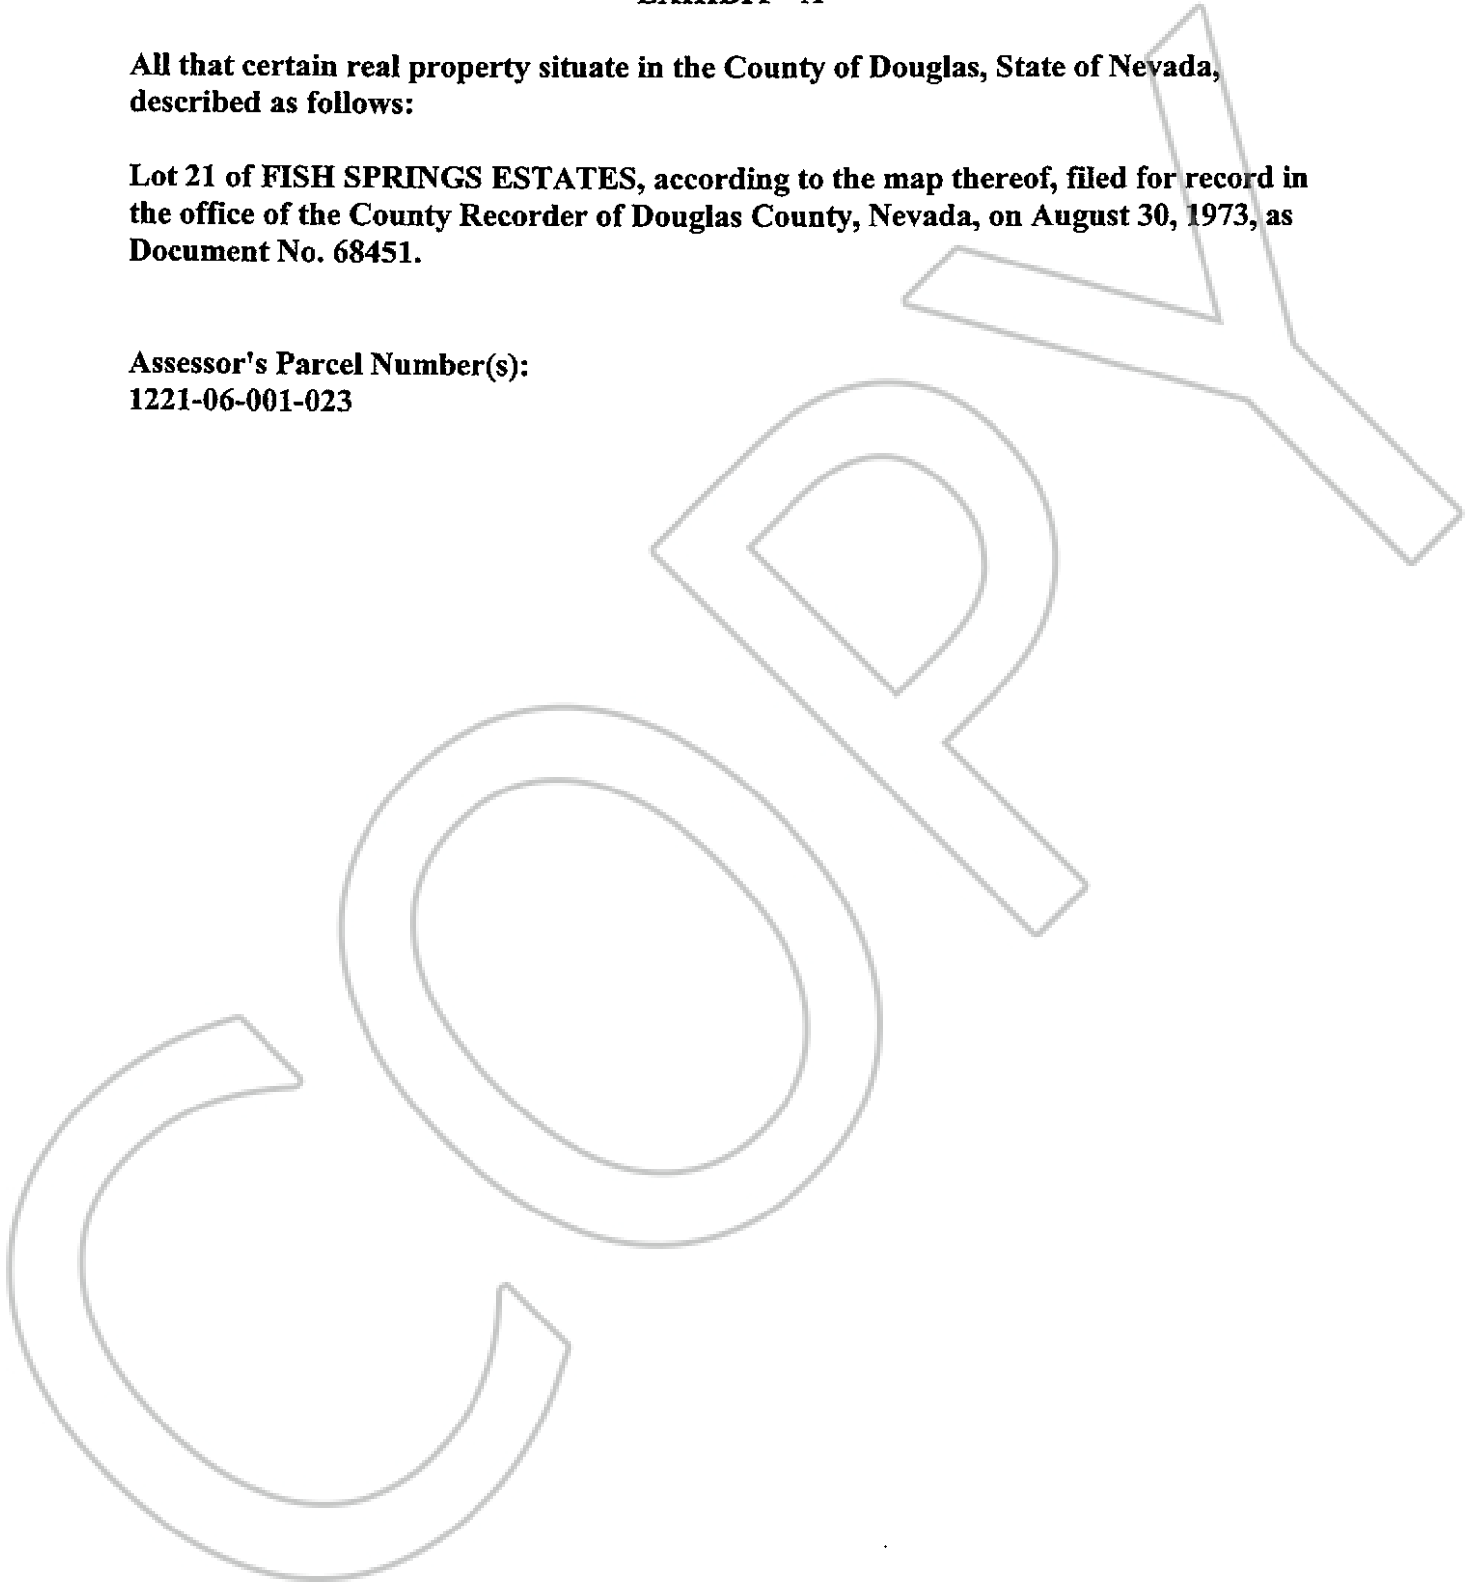 All that certain real property situate in the County of Douglas, State of Nevada,
described as follows:
Lot 21 of FISH SPRINGS ESTATES, according to the map thereof, filed for record in
the office of the County Recorder of Douglas County, Nevada, on August 30, 1973, as
Document No. 68451.
Assessor's Parcel Number(s):
1221-06-001-023
COPY